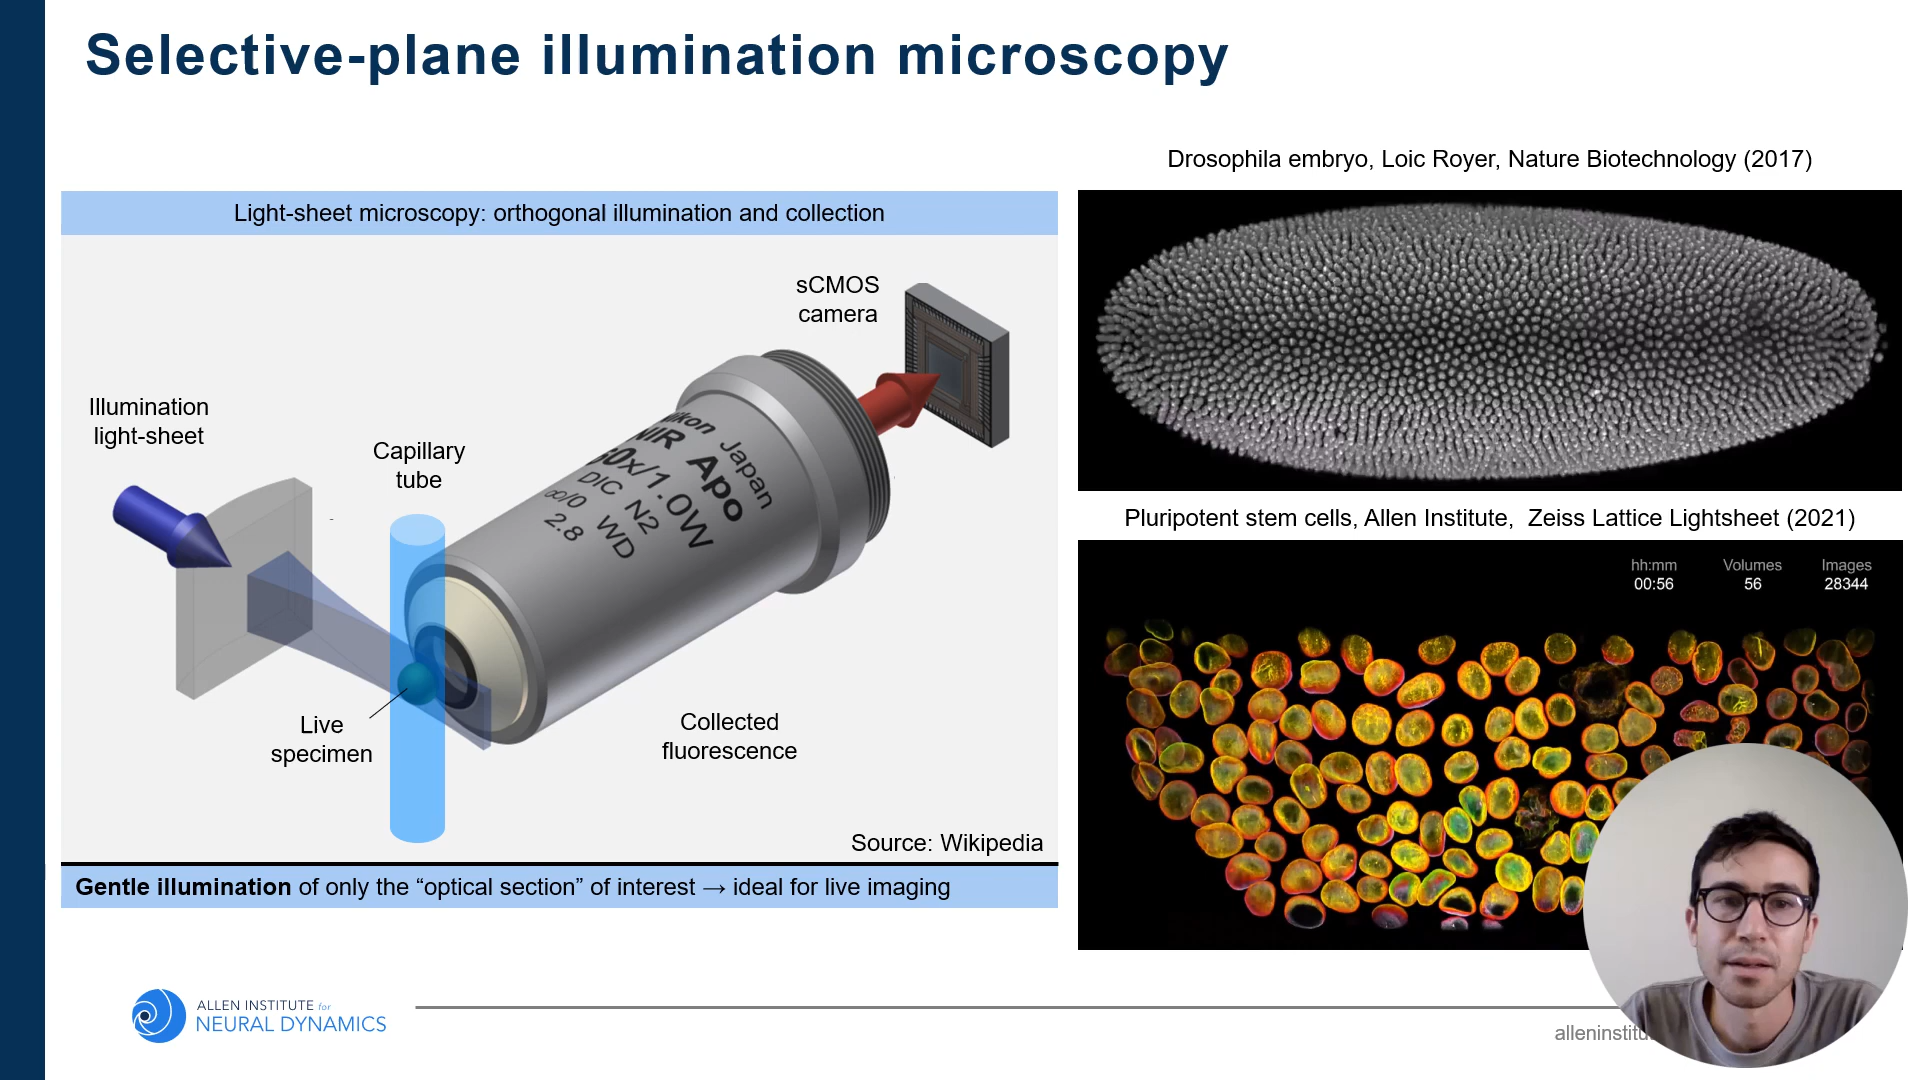 Selective-plane illumination microscopy
Light-sheet microscopy: orthogonal illumination and collection
sCMOS
camera
Illumination
light-sheet
Capillary
tube
Japan
Apo
60x/1.0W
DIC N2
∞/0 WD
2.8
Live
specimen
Collected
fluorescence
Source: Wikipedia
Gentle illumination of only the “optical section” of interest → ideal for live imaging
Drosophila embryo, Loic Royer, Nature Biotechnology (2017)
Pluripotent stem cells, Allen Institute, Zeiss Lattice Lightsheet (2021)
hh:mm Volumes Images
00:56 56 28344
ALLEN INSTITUTE for
NEURAL DYNAMICS